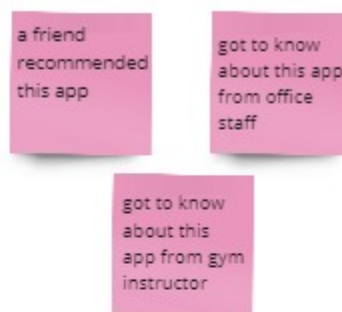 a friend
recommended
this app
got to know
about this app
from office
staff
got to know
about this
app from gym
instructor